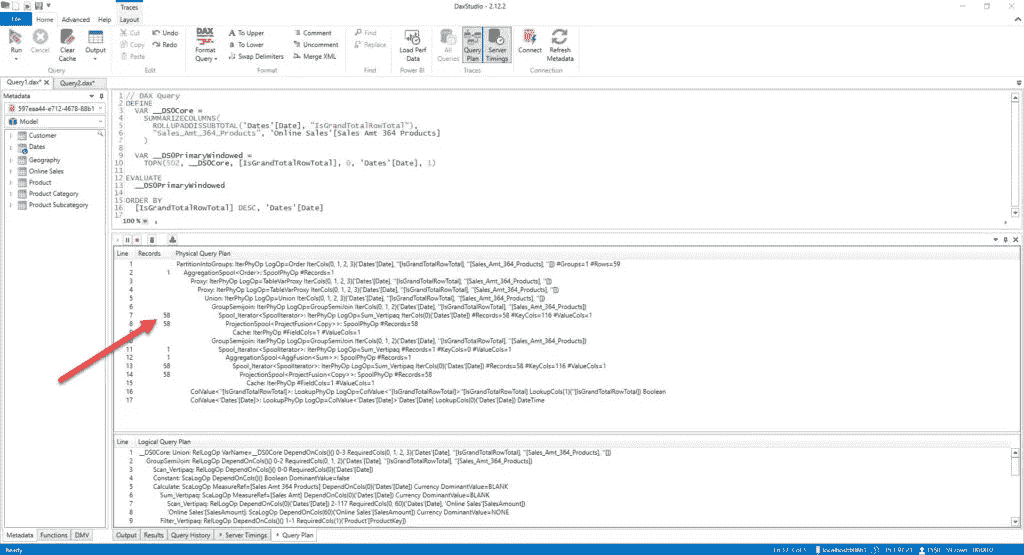 Traces
DaxStudio - 2.12.2
File
Home
Advanced
Help
Layout
Run
Cancel
Clear
Cache
Output
Query
Cut
Copy
Paste
Undo
Redo
Edit
DAX
Format
Query
To Upper
To Lower
Swap Delimiters
Format
Comment
Uncomment
Merge XML
Find
Replace
Find
Load Perf
Data
Power BI
All
Queries
Query
Plan
Server
Timings
Traces
Connect
Refresh
Metadata
Connection
Query1.dax*
Query2.dax*
Metadata
597eaa44-e712-4678-88b1
Model
Customer
Dates
Geography
Online Sales
Product
Product Category
Product Subcategory
1 // DAX Query
2 DEFINE
3 VAR __DS0Core =
4 SUMMARIZECOLUMNS(
5 ROLLUPADDISSUBTOTAL('Dates'[Date], "IsGrandTotalRowTotal"),
6 "Sales_Amt_364_Products", 'Online Sales'[Sales Amt 364 Products]
7 )
8
9 VAR __DS0PrimaryWindowed =
10 TOPN(502, __DS0Core, [IsGrandTotalRowTotal], 0, 'Dates'[Date], 1)
11
12 EVALUATE
13 __DS0PrimaryWindowed
14
15 ORDER BY
16 [IsGrandTotalRowTotal] DESC, 'Dates'[Date]
17
100 %
Line Records Physical Query Plan
1 PartitionIntoGroups: IterPhyOp LogOp=Order IterCols(0, 1, 2, 3)('Dates'[Date], ''[IsGrandTotalRowTotal], ''[Sales_Amt_364_Products], ''[]) #Groups=1 #Rows=59
2 1 AggregationSpool<Order>: SpoolPhyOp #Records=1
3 Proxy: IterPhyOp LogOp=TableVarProxy IterCols(0, 1, 2, 3)('Dates'[Date], ''[IsGrandTotalRowTotal], ''[Sales_Amt_364_Products], ''[])
4 Proxy: IterPhyOp LogOp=TableVarProxy IterCols(0, 1, 2, 3)('Dates'[Date], ''[IsGrandTotalRowTotal], ''[Sales_Amt_364_Products], ''[])
5 Union: IterPhyOp LogOp=Union IterCols(0, 1, 2, 3)('Dates'[Date], ''[IsGrandTotalRowTotal], ''[Sales_Amt_364_Products], ''[])
6 GroupSemijoin: IterPhyOp LogOp=GroupSemiJoin IterCols(0, 1, 2)('Dates'[Date], ''[IsGrandTotalRowTotal], ''[Sales_Amt_364_Products])
7 58 Spool_Iterator<SpoolIterator>: IterPhyOp LogOp=Sum_Vertipaq IterCols(0)('Dates'[Date]) #Records=58 #KeyCols=116 #ValueCols=1
8 58 ProjectionSpool<ProjectFusion<Copy>>: SpoolPhyOp #Records=58
9 Cache: IterPhyOp #FieldCols=1 #ValueCols=1
10 GroupSemijoin: IterPhyOp LogOp=GroupSemiJoin IterCols(0, 1, 2)('Dates'[Date], ''[IsGrandTotalRowTotal], ''[Sales_Amt_364_Products])
11 1 Spool_Iterator<SpoolIterator>: IterPhyOp LogOp=Sum_Vertipaq #Records=1 #KeyCols=0 #ValueCols=1
12 1 AggregationSpool<AggFusion<Sum>>: SpoolPhyOp #Records=1
13 58 Spool_Iterator<SpoolIterator>: IterPhyOp LogOp=Sum_Vertipaq IterCols(0)('Dates'[Date]) #Records=58 #KeyCols=116 #ValueCols=1
14 58 ProjectionSpool<ProjectFusion<Copy>>: SpoolPhyOp #Records=58
15 Cache: IterPhyOp #FieldCols=1 #ValueCols=1
16 ColValue<''[IsGrandTotalRowTotal]>: LookupPhyOp LogOp=ColValue<''[IsGrandTotalRowTotal]>''[IsGrandTotalRowTotal] LookupCols(1)(''[IsGrandTotalRowTotal]) Boolean
17 ColValue<'Dates'[Date]>: LookupPhyOp LogOp=ColValue<'Dates'[Date]>'Dates'[Date] LookupCols(0)('Dates'[Date]) DateTime
Line Logical Query Plan
1 __DS0Core: Union: RelLogOp VarName=__DS0Core DependOnCols()() 0-3 RequiredCols(0, 1, 2, 3)('Dates'[Date], ''[IsGrandTotalRowTotal], ''[Sales_Amt_364_Products], ''[])
2 GroupSemiJoin: RelLogOp DependOnCols()() 0-2 RequiredCols(0, 1, 2)('Dates'[Date], ''[IsGrandTotalRowTotal], ''[Sales_Amt_364_Products])
3 Scan_Vertipaq: RelLogOp DependOnCols()() 0-0 RequiredCols(0)('Dates'[Date])
4 Constant: ScaLogOp DependOnCols()() Boolean DominantValue=false
5 Calculate: ScaLogOp MeasureRef=[Sales Amt 364 Products] DependOnCols(0)('Dates'[Date]) Currency DominantValue=BLANK
6 Sum_Vertipaq: ScaLogOp MeasureRef=[Sales Amt] DependOnCols(0)('Dates'[Date]) Currency DominantValue=BLANK
7 Scan_Vertipaq: RelLogOp DependOnCols(0)('Dates'[Date]) 2-117 RequiredCols(0, 60)('Dates'[Date], 'Online Sales'[SalesAmount])
8 'Online Sales'[SalesAmount]: ScaLogOp DependOnCols(60)('Online Sales'[SalesAmount]) Currency DominantValue=NONE
9 Filter_Vertipaq: RelLogOp DependOnCols()() 1-1 RequiredCols(1)('Product'[ProductKey])
Metadata
Functions
DMV
Output
Results
Query History
Server Timings
Query Plan
Ready